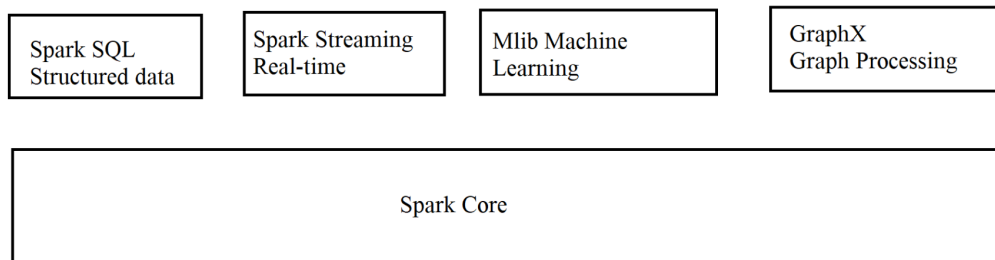 Spark SQL
Structured data
Spark Streaming
Real-time
Mlib Machine
Learning
GraphX
Graph Processing
Spark Core